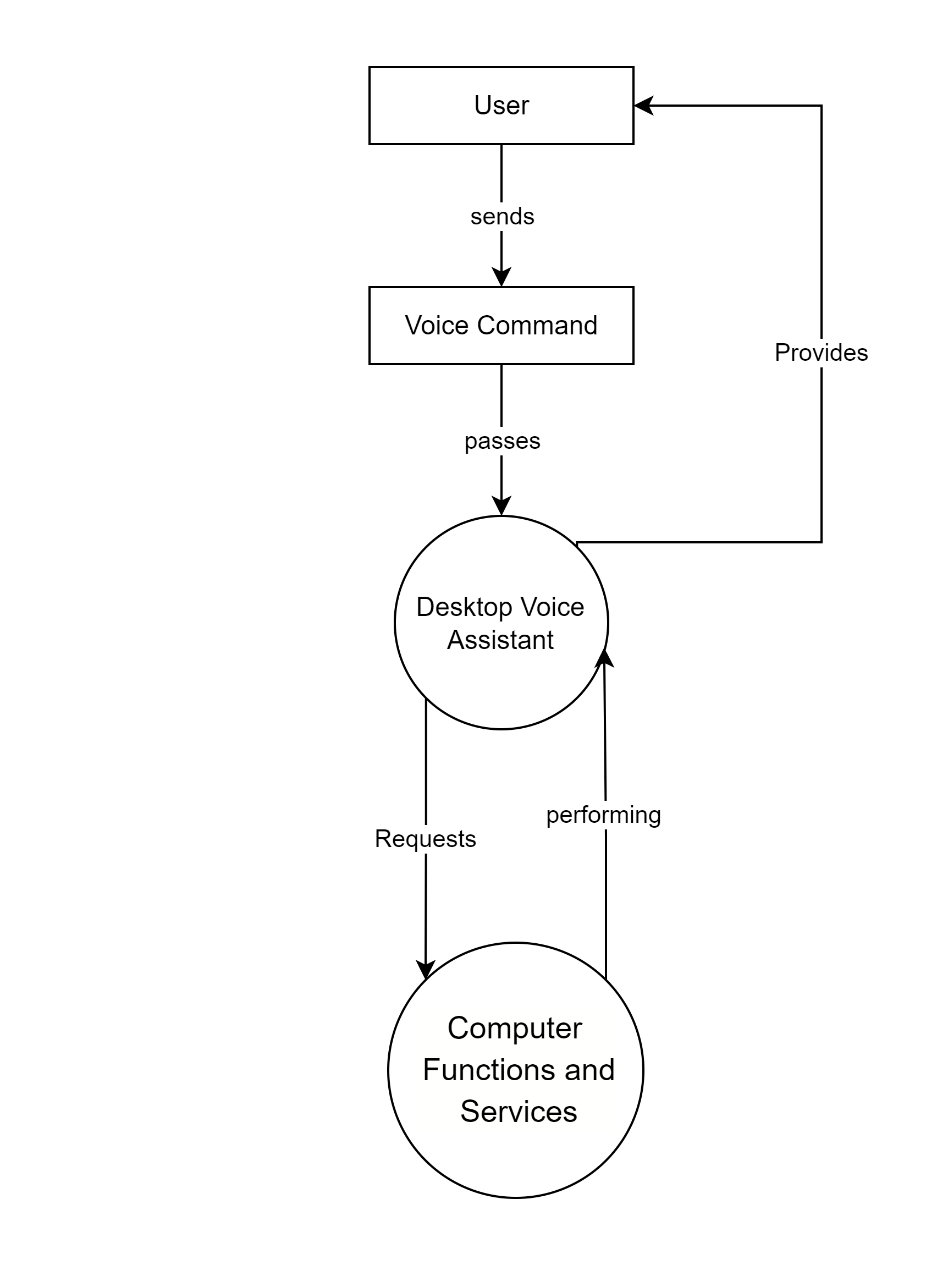 User
sends
Voice Command
Provides
passes
Desktop Voice
Assistant
performing
Requests
Computer
Functions and
Services